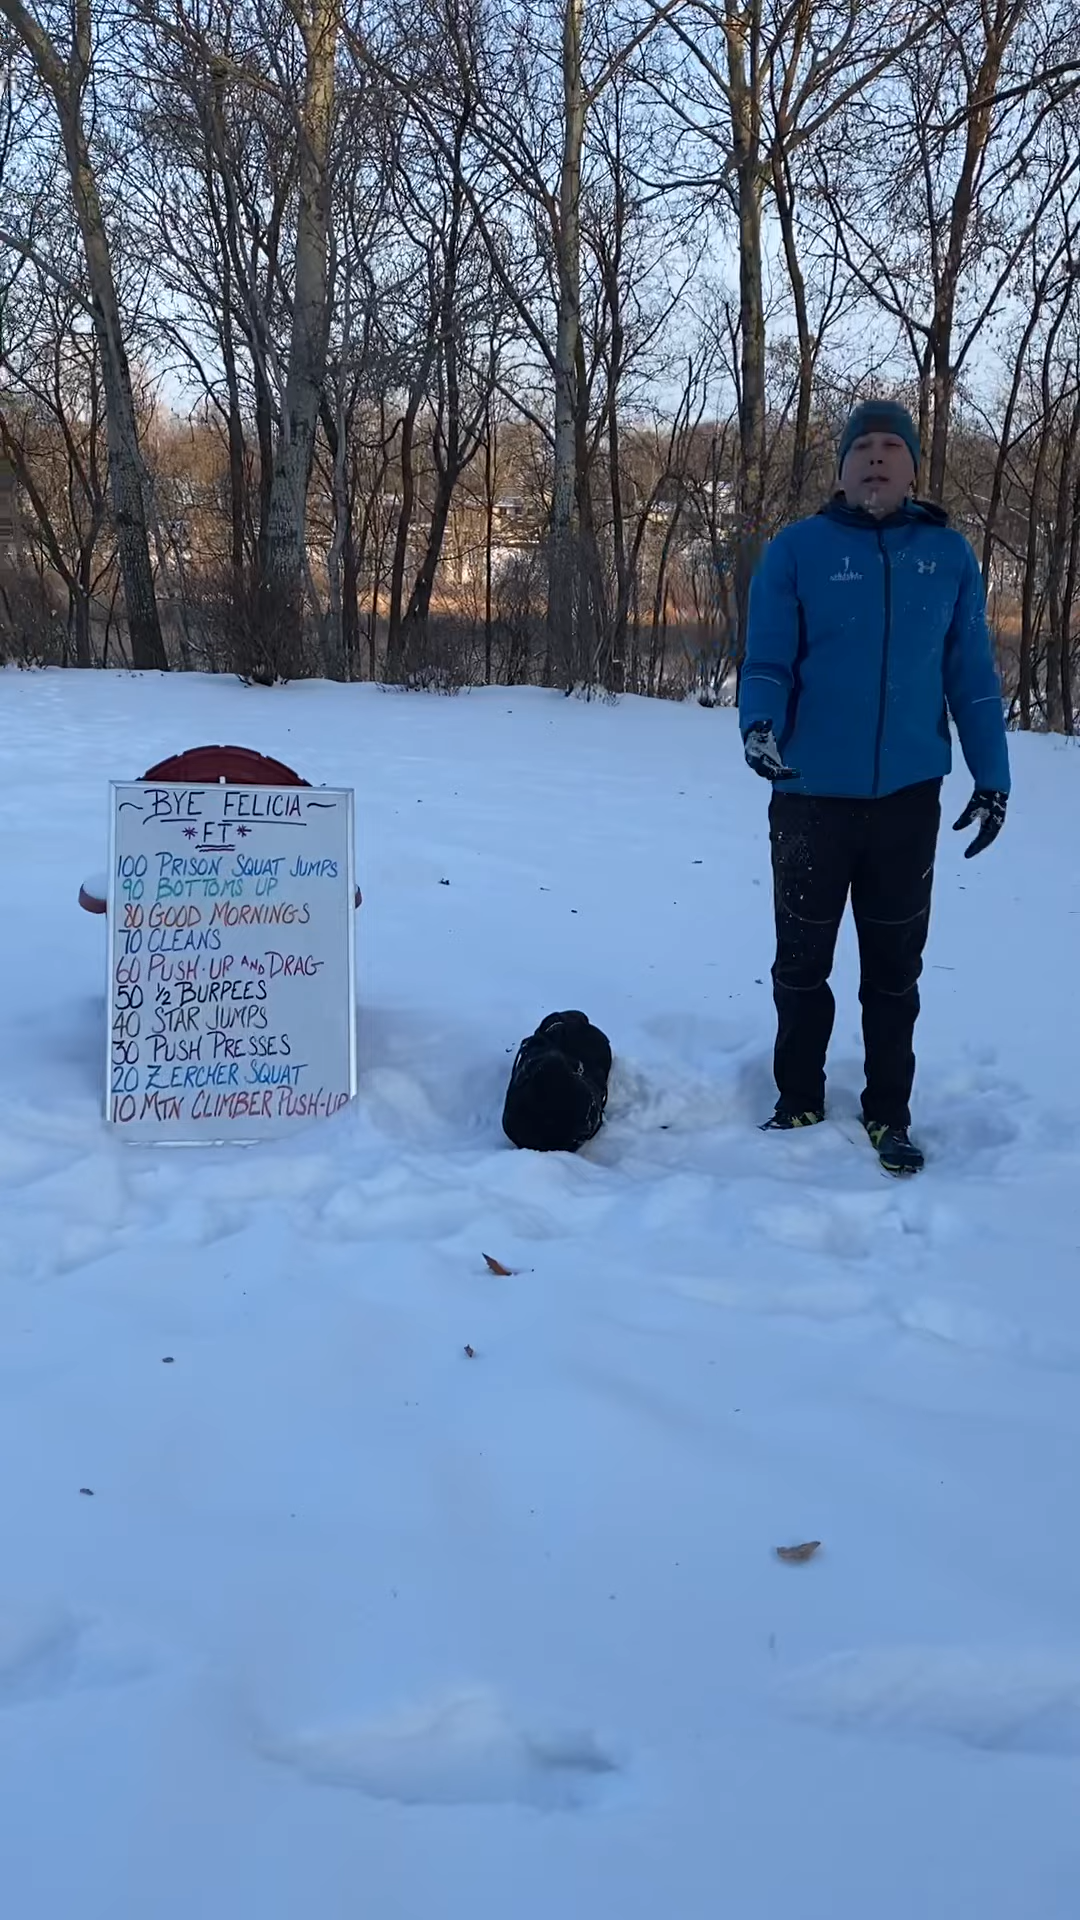 ~BYE FELICIA~
*FT*
100 PRISON SQUAT JUMPS
90 BOTTOMS UP
80 GOOD MORNINGS
70 CLEANS
60 PUSH-UP AND DRAG
50 1/2 BURPEES
40 STAR JUMPS
30 PUSH PRESSES
20 ZERCHER SQUAT
10 MTN CLIMBER PUSH-UP